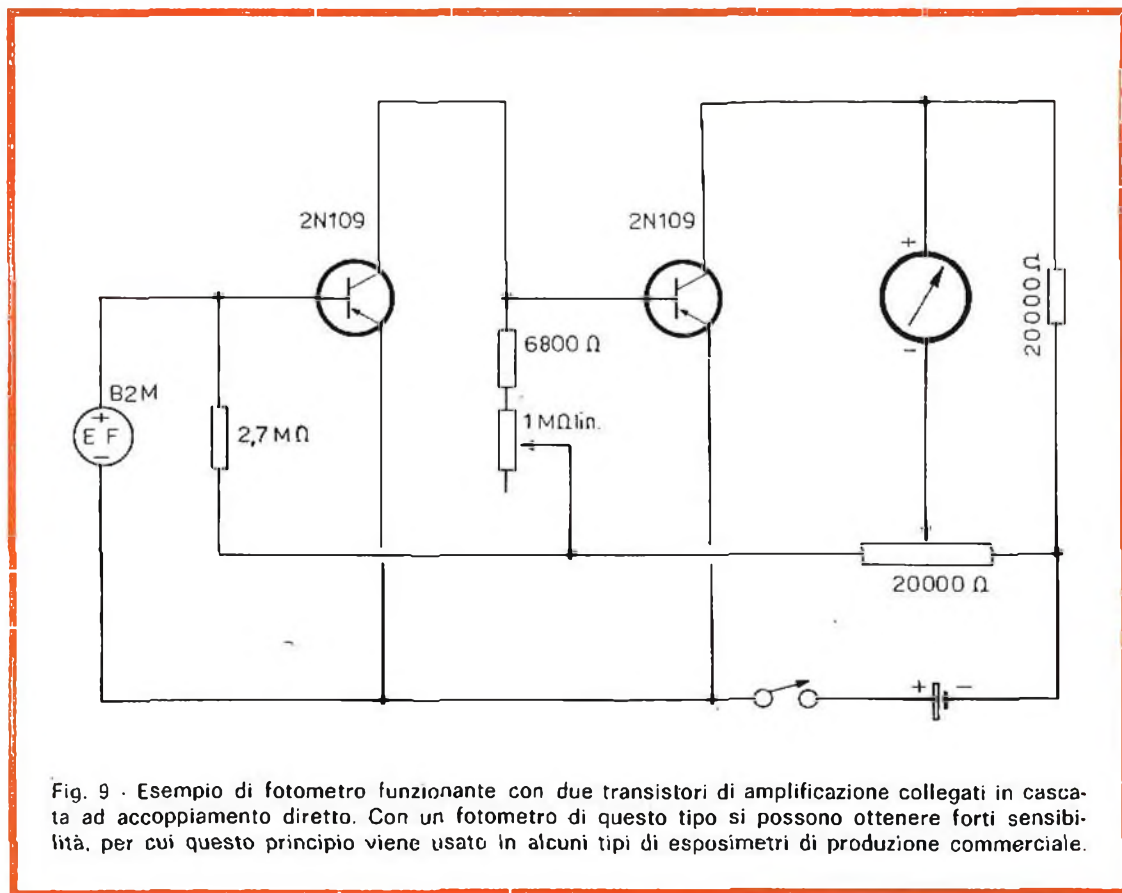 2N109
2N109
+
20000 Ω
6800 Ω
–
B2M
+
E F
–
2,7 MΩ
1 MΩ lin.
20000 Ω
+ –
Fig. 9 - Esempio di fotometro funzionante con due transistori di amplificazione collegati in casca-
ta ad accoppiamento diretto. Con un fotometro di questo tipo si possono ottenere forti sensibi-
lità, per cui questo principio viene usato in alcuni tipi di esposimetri di produzione commerciale.